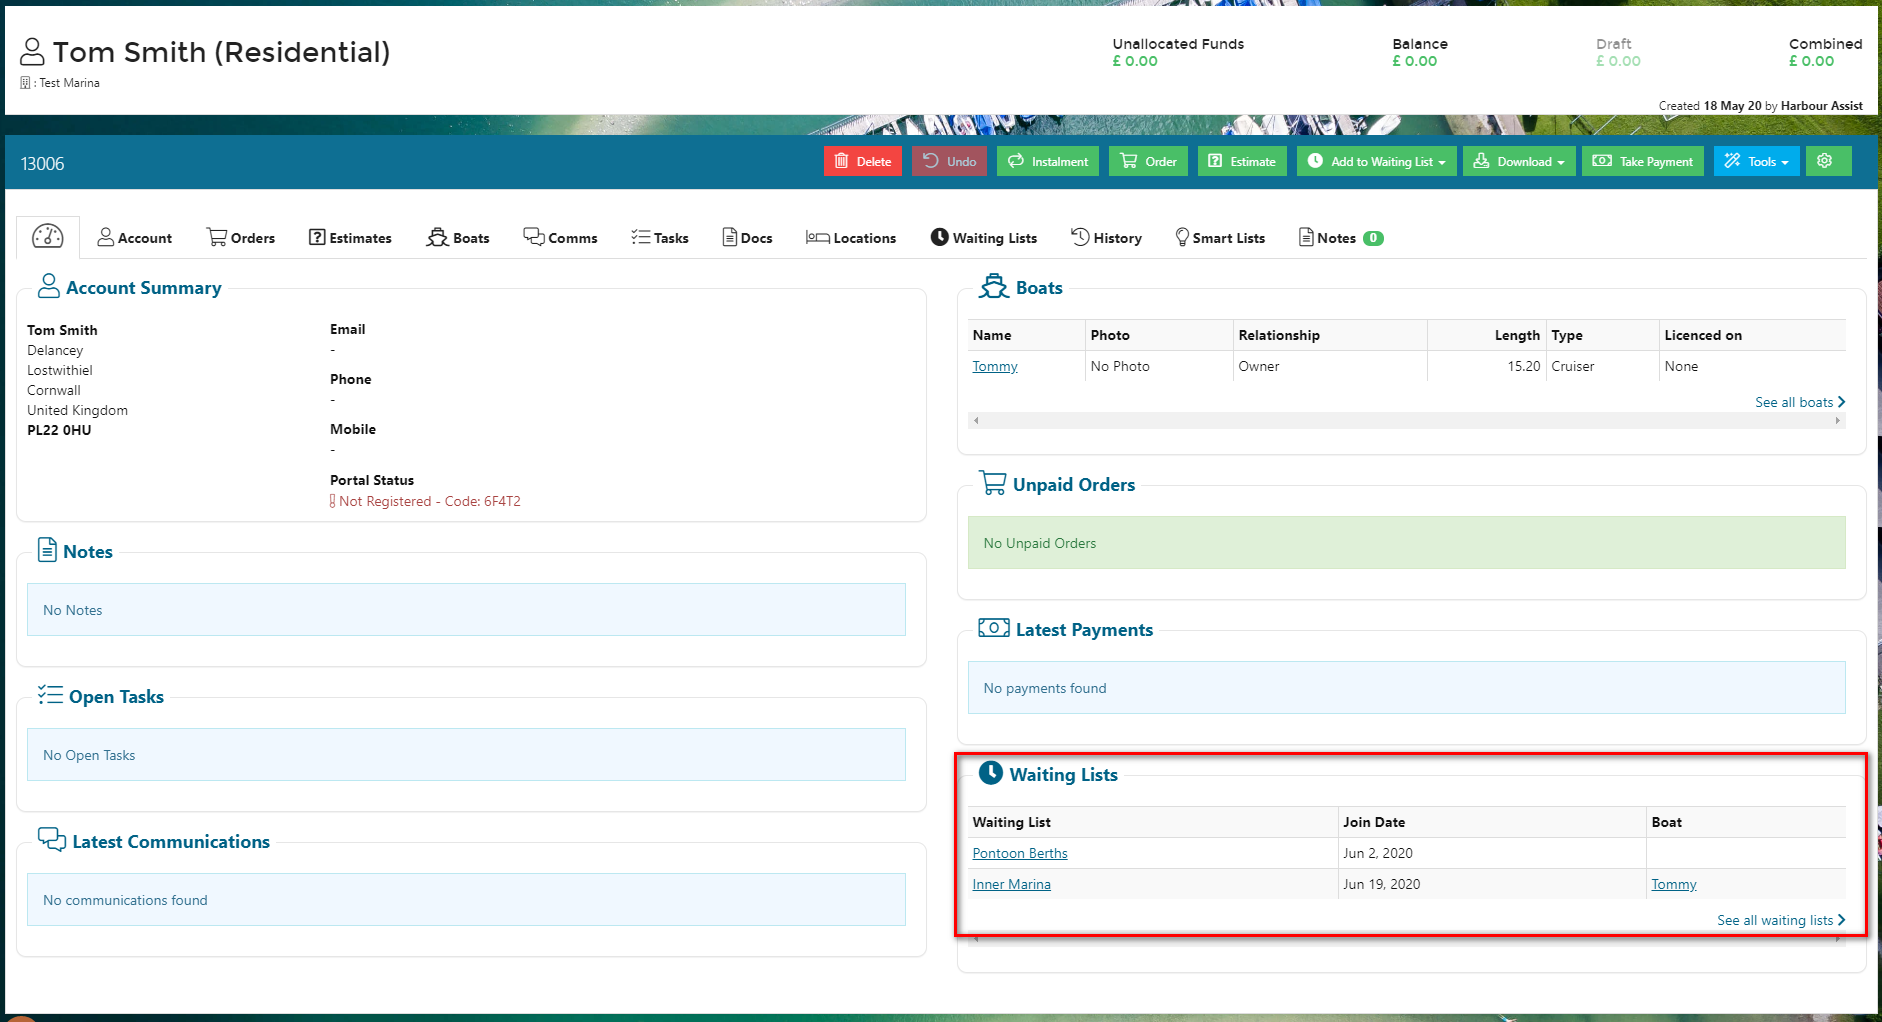 Tom Smith (Residential)
: Test Marina
Unallocated Funds
£ 0.00
Balance
£ 0.00
Draft
£ 0.00
Combined
£ 0.00
Created 18 May 20 by Harbour Assist
13006
Delete
Undo
Instalment
Order
Estimate
Add to Waiting List
Download
Take Payment
Tools
Account
Orders
Estimates
Boats
Comms
Tasks
Docs
Locations
Waiting Lists
History
Smart Lists
Notes 0
Account Summary
Tom Smith
Delancey
Lostwithiel
Cornwall
United Kingdom
PL22 0HU
Email
-
Phone
-
Mobile
-
Portal Status
Not Registered - Code: 6F4T2
Notes
No Notes
Open Tasks
No Open Tasks
Latest Communications
No communications found
Boats
Name Photo Relationship Length Type Licenced on
Tommy No Photo Owner 15.20 Cruiser None
See all boats
Unpaid Orders
No Unpaid Orders
Latest Payments
No payments found
Waiting Lists
Waiting List Join Date Boat
Pontoon Berths Jun 2, 2020
Inner Marina Jun 19, 2020 Tommy
See all waiting lists